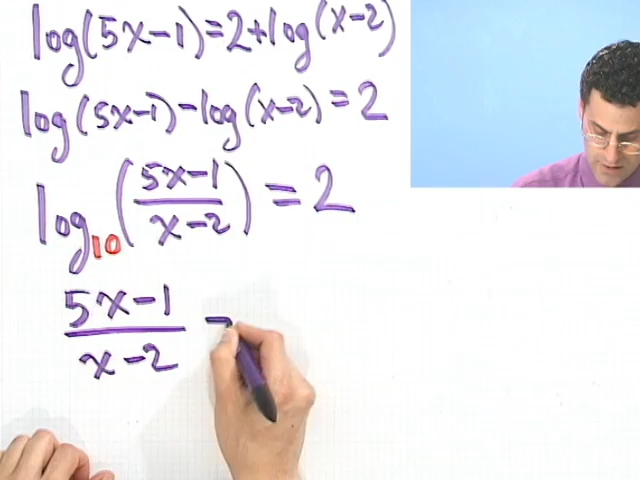 log(5x-1)=2+log(x-2)
log(5x-1)-log(x-2)=2
log₁₀((5x-1)/(x-2))=2
(5x-1)/(x-2)